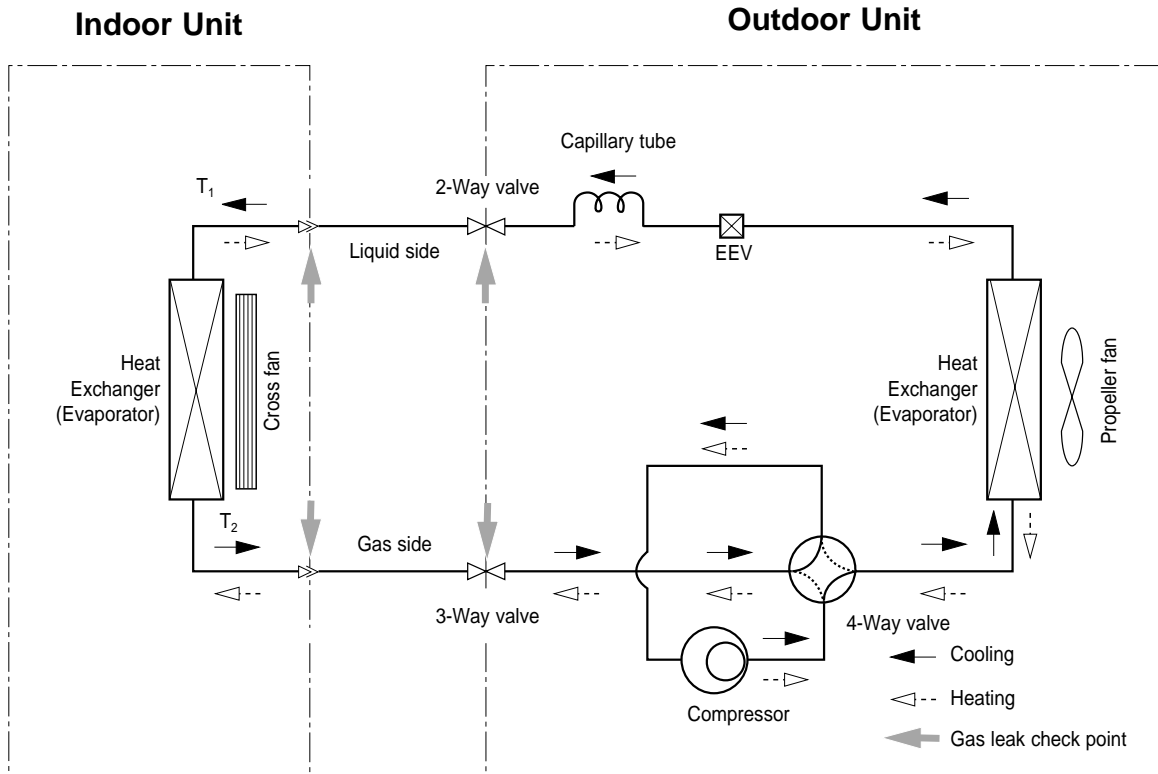 Indoor Unit
Outdoor Unit
Capillary tube
T1
2-Way valve
Liquid side
EEV
Heat
Exchanger
(Evaporator)
Cross fan
Heat
Exchanger
(Evaporator)
Propeller fan
T2
Gas side
3-Way valve
4-Way valve
Compressor
Cooling
Heating
Gas leak check point